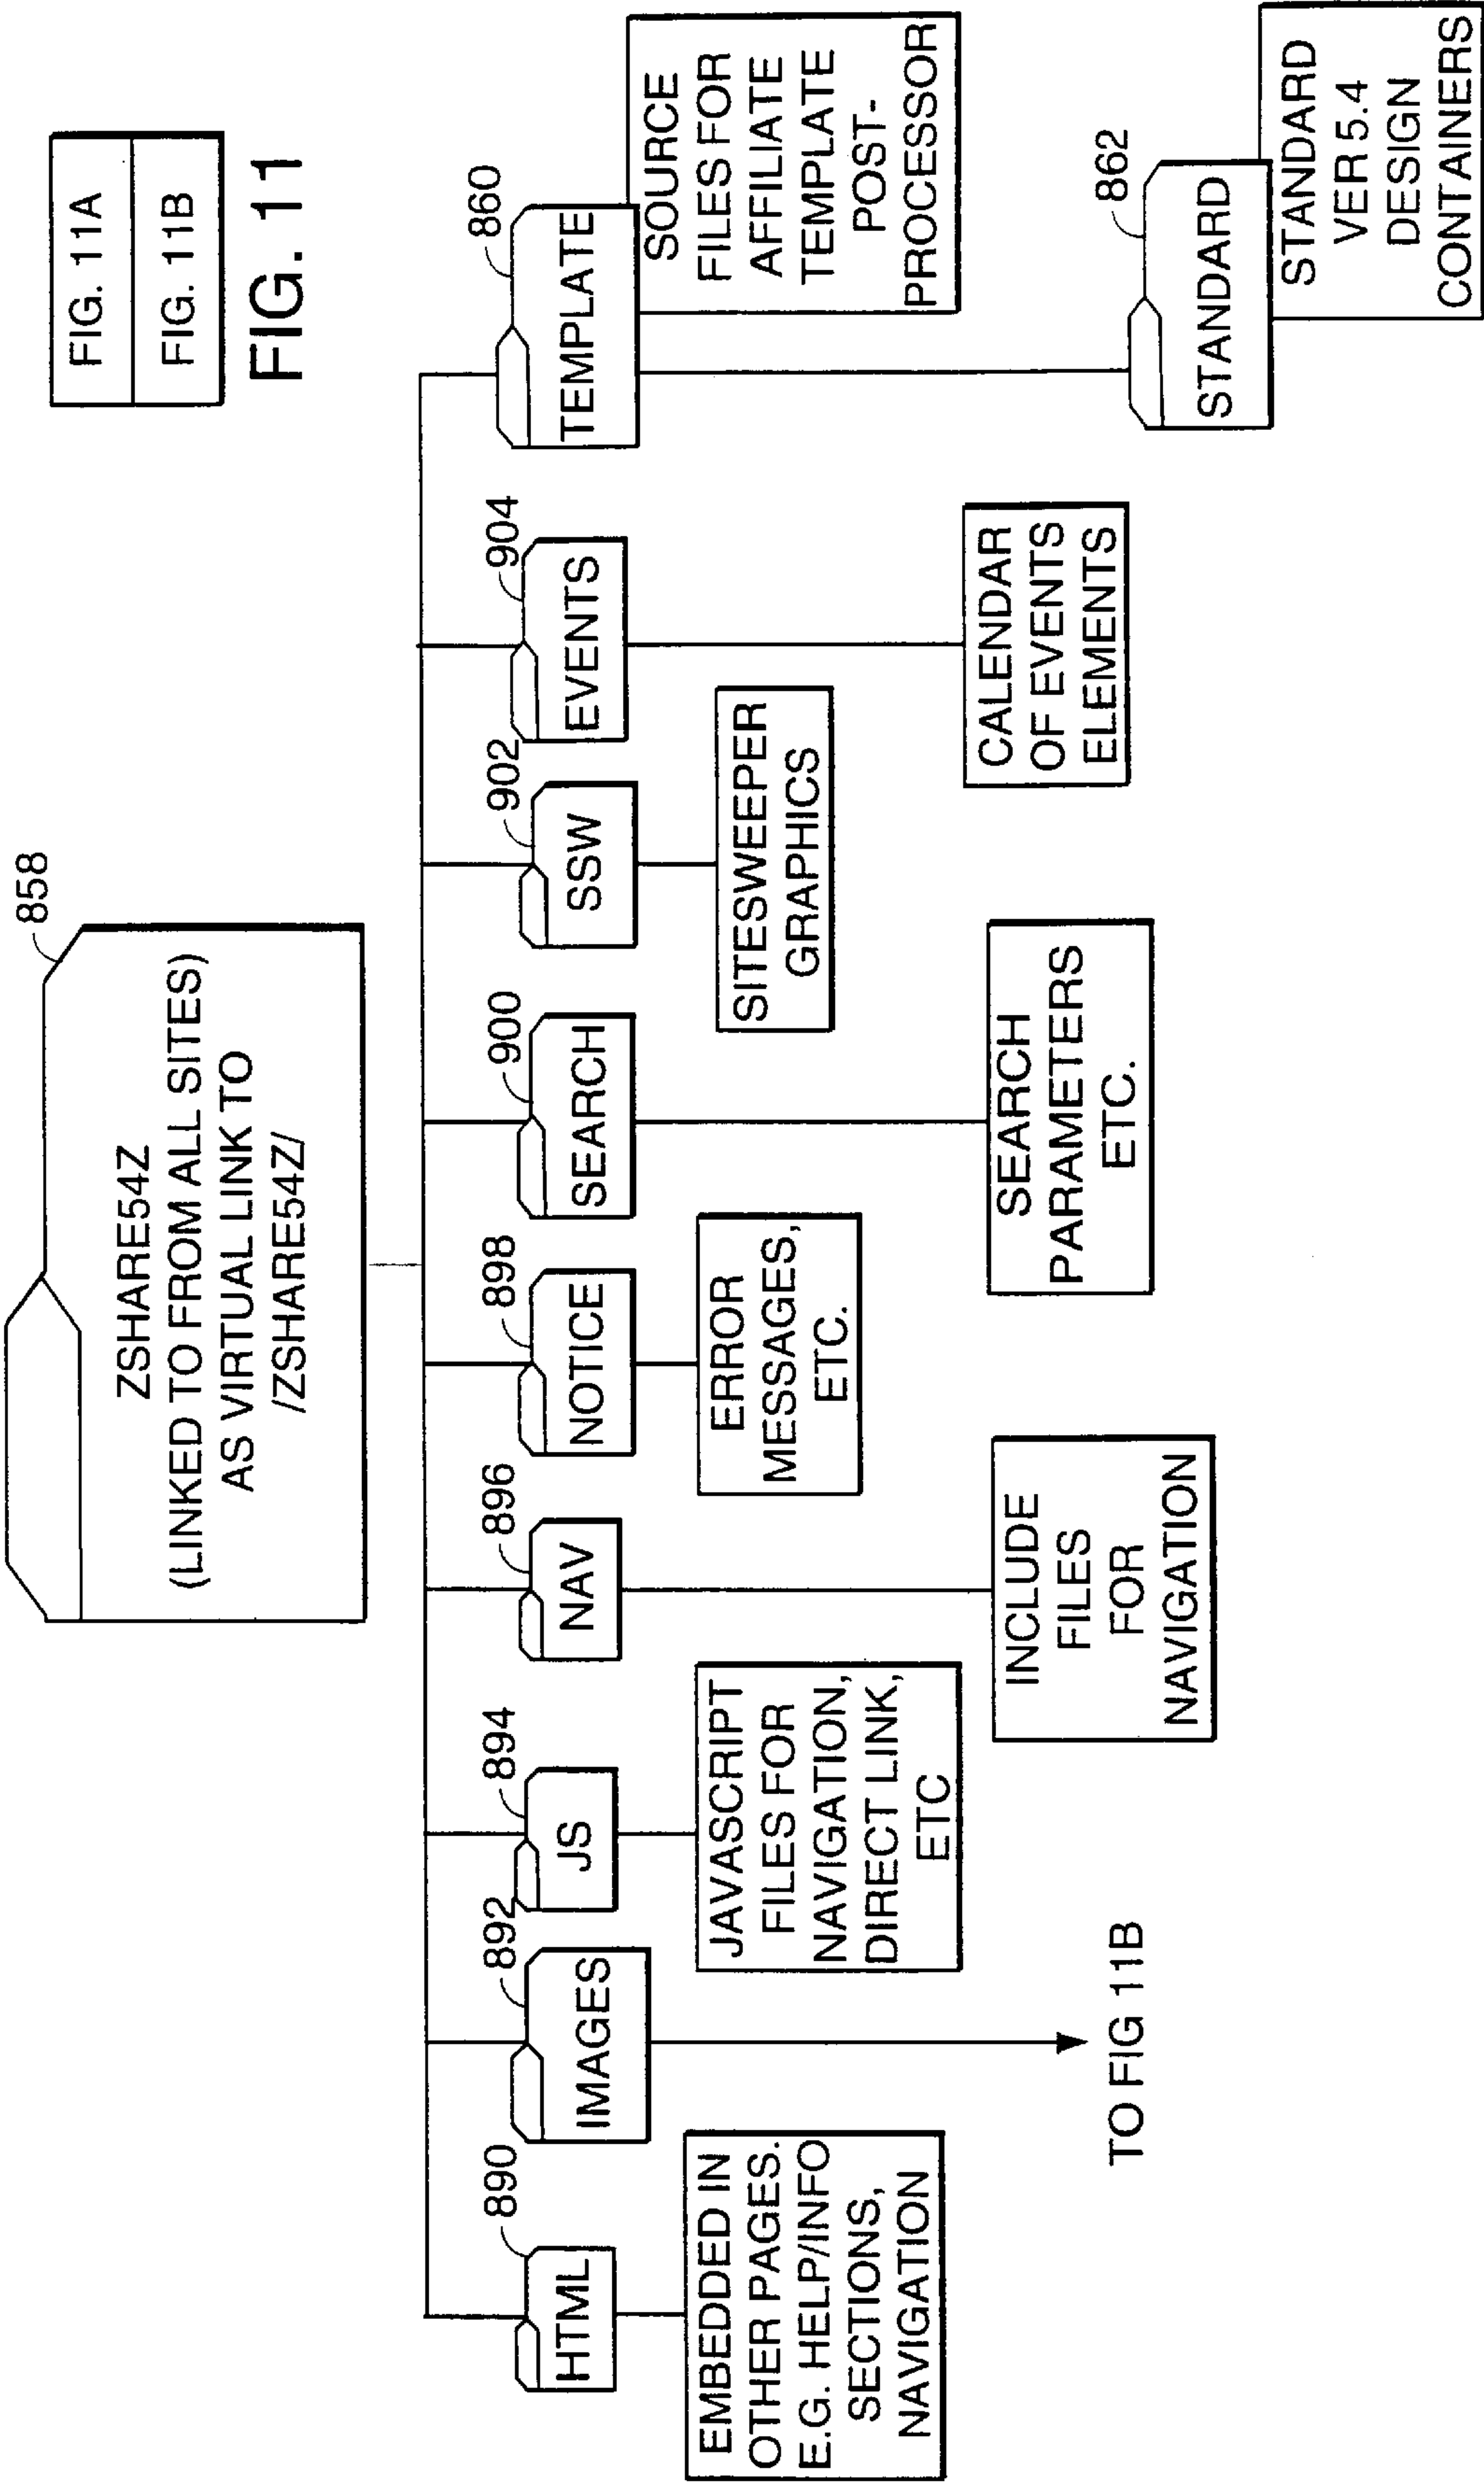 858
ZSHARE54Z
(LINKED TO FROM ALL SITES)
AS VIRTUAL LINK TO
/ZSHARE54Z/
FIG. 11A
FIG. 11B
FIG. 11
890
HTML
EMBEDDED IN
OTHER PAGES.
E.G. HELP/INFO
SECTIONS,
NAVIGATION
892
IMAGES
TO FIG 11B
894
JS
JAVASCRIPT
FILES FOR
NAVIGATION,
DIRECT LINK,
ETC
896
NAV
INCLUDE
FILES
FOR
NAVIGATION
898
NOTICE
ERROR
MESSAGES,
ETC.
900
SEARCH
SEARCH
PARAMETERS
ETC.
902
SSW
SITESWEEPER
GRAPHICS
904
EVENTS
CALENDAR
OF EVENTS
ELEMENTS
860
TEMPLATE
SOURCE
FILES FOR
AFFILIATE
TEMPLATE
POST-
PROCESSOR
862
STANDARD
STANDARD
VER 5.4
DESIGN
CONTAINERS